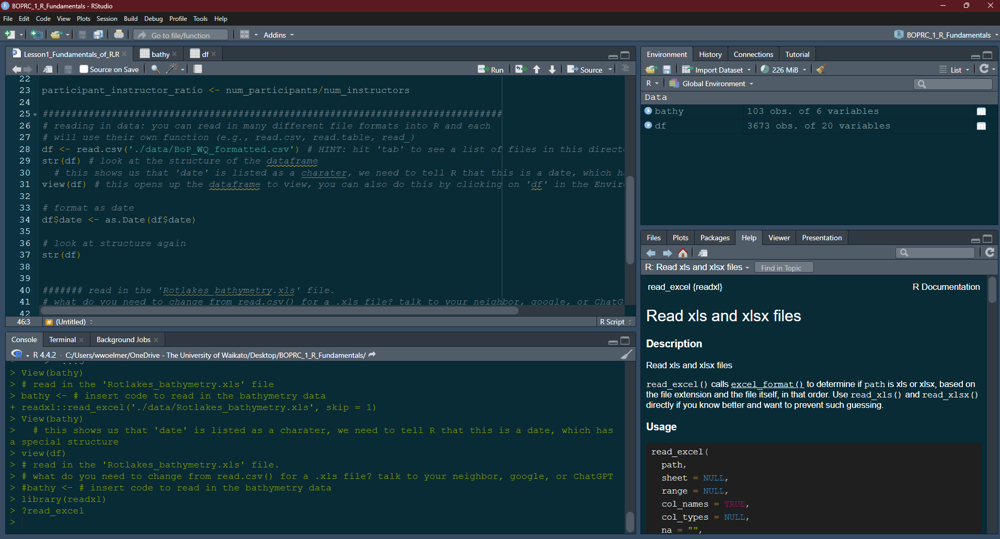 BOPRC_1_R_Fundamentals - RStudio
File Edit Code View Plots Session Build Debug Profile Tools Help
Go to file/function Addins BOPRC_1_R_Fundamentals
Lesson1_Fundamentals_of_R.R bathy df
Source on Save Run Source
22
23 participant_instructor_ratio <- num_participants/num_instructors
24
25 ################################################################################
26 # reading in data: you can read in many different file formats into R and each
27 # will use their own function (e.g., read.csv, read.table, read_)
28 df <- read.csv('./data/BoP_WQ_formatted.csv') # HINT: hit 'tab' to see a list of files in this direct
29 str(df) # look at the structure of the dataframe
30 # this shows us that 'date' is listed as a charater, we need to tell R that this is a date, which h
31 view(df) # this opens up the dataframe to view, you can also do this by clicking on 'df' in the Envir
32
33 # format as date
34 df$date <- as.Date(df$date)
35
36 # look at structure again
37 str(df)
38
39
40 ####### read in the 'Rotlakes_bathymetry.xls' file.
41 # what do you need to change from read.csv() for a .xls file? talk to your neighbor, google, or ChatG
42
46:3 # (Untitled) R Script
Console Terminal Background Jobs
R 4.4.2 · C:/Users/wwoelmer/OneDrive - The University of Waikato/Desktop/BOPRC_1_R_Fundamentals/
> View(bathy)
> # read in the 'Rotlakes_bathymetry.xls' file
> bathy <- # insert code to read in the bathymetry data
+ readxl::read_excel('./data/Rotlakes_bathymetry.xls', skip = 1)
> View(bathy)
> # this shows us that 'date' is listed as a charater, we need to tell R that this is a date, which has
a special structure
> view(df)
> # read in the 'Rotlakes_bathymetry.xls' file.
> # what do you need to change from read.csv() for a .xls file? talk to your neighbor, google, or ChatGPT
> #bathy <- # insert code to read in the bathymetry data
> library(readxl)
> ?read_excel
>
Environment History Connections Tutorial
Import Dataset 226 MiB List
R Global Environment
Data
bathy 103 obs. of 6 variables
df 3673 obs. of 20 variables
Files Plots Packages Help Viewer Presentation
R: Read xls and xlsx files Find in Topic
read_excel {readxl} R Documentation
Read xls and xlsx files
Description
Read xls and xlsx files
read_excel() calls excel_format() to determine if path is xls or xlsx, based on
the file extension and the file itself, in that order. Use read_xls() and read_xlsx()
directly if you know better and want to prevent such guessing.
Usage
read_excel(
path,
sheet = NULL,
range = NULL,
col_names = TRUE,
col_types = NULL,
na = "",